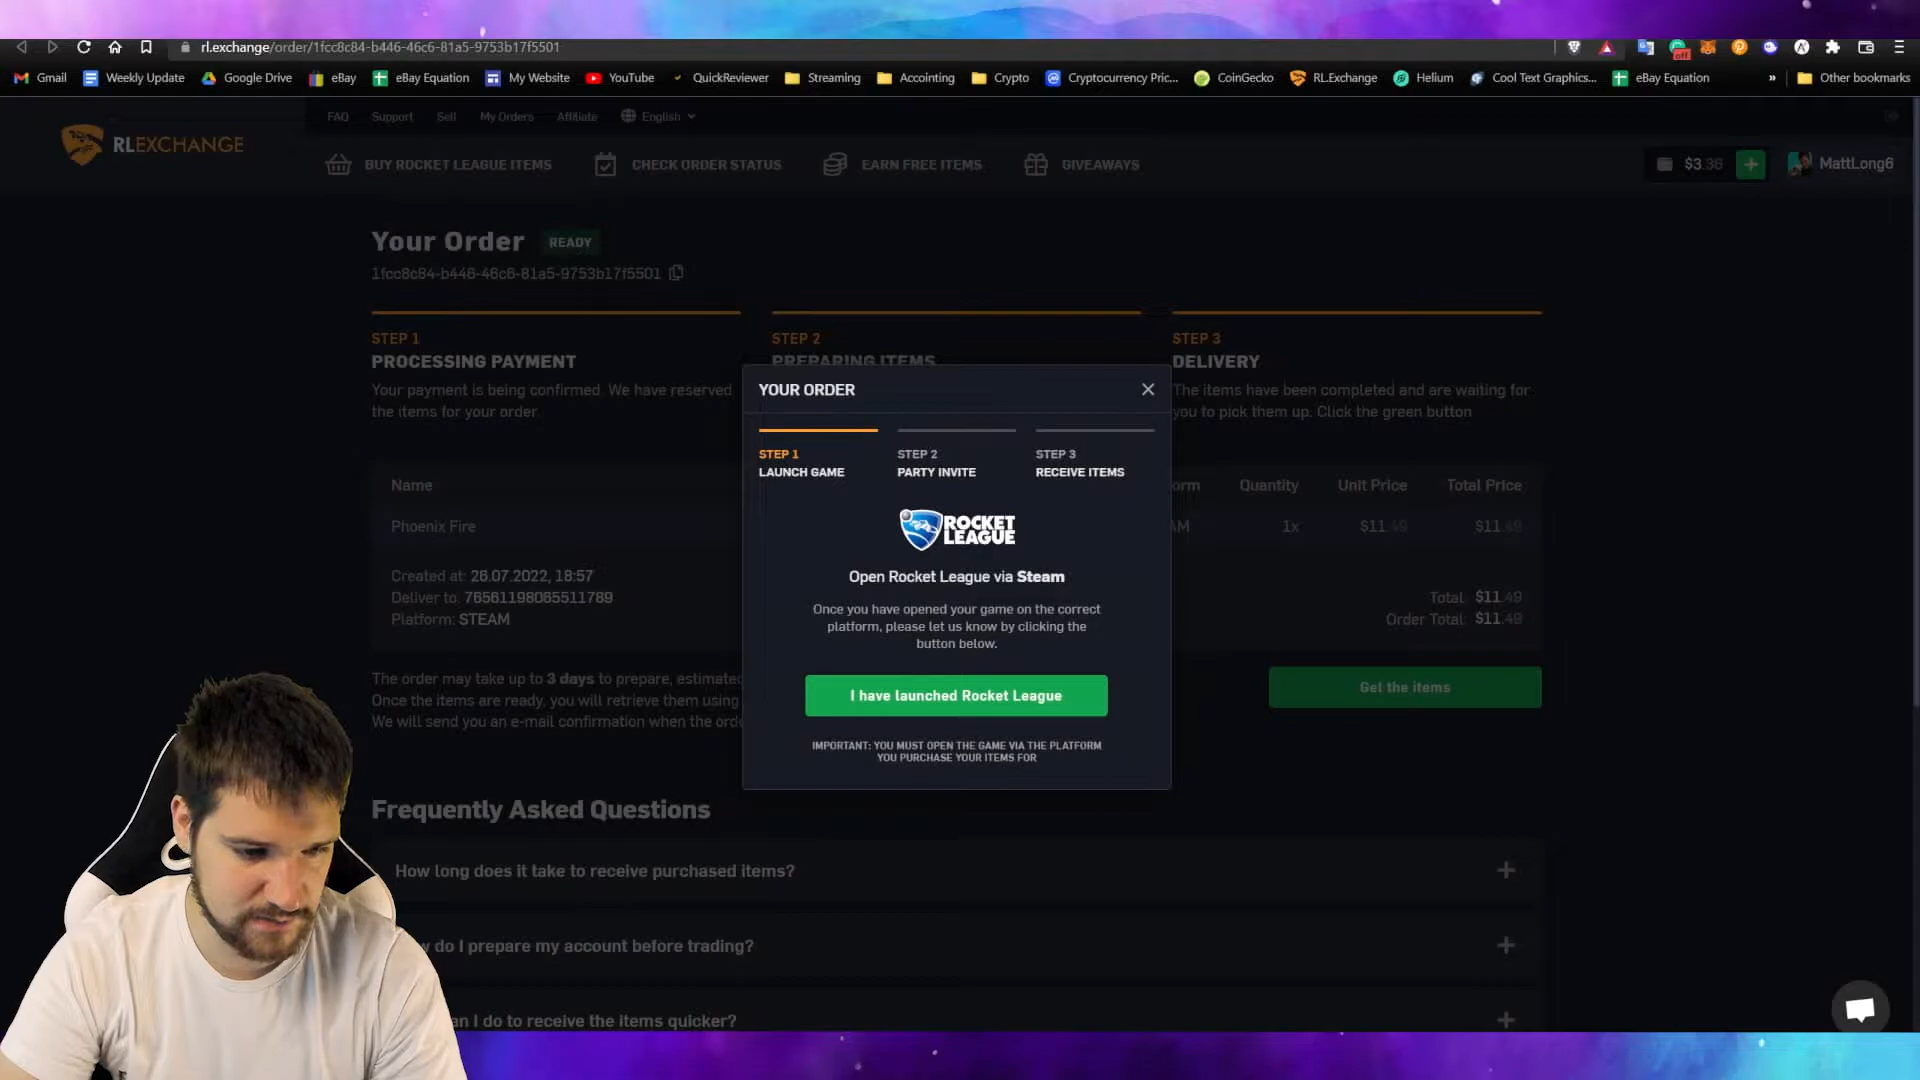 rl.exchange/order/1fcc8c84-b446-46c6-81a5-9753b17f5501
off
Gmail Weekly Update Google Drive eBay eBay Equation My Website YouTube QuickReviewer Streaming Accointing Crypto Cryptocurrency Pric... CoinGecko RL.Exchange Helium Cool Text Graphics... eBay Equation » Other bookmarks
FAQ Support Sell My Orders Affiliate English
RLEXCHANGE
BUY ROCKET LEAGUE ITEMS CHECK ORDER STATUS EARN FREE ITEMS GIVEAWAYS $3.36 + MattLong6
Your Order READY
1fcc8c84-b446-46c6-81a5-9753b17f5501
STEP 1 STEP 2 STEP 3
PROCESSING PAYMENT PREPARING ITEMS DELIVERY
Your payment is being confirmed. We have reserved
the items for your order.
The items have been completed and are waiting for
you to pick them up. Click the green button
YOUR ORDER
STEP 1 STEP 2 STEP 3
LAUNCH GAME PARTY INVITE RECEIVE ITEMS
ROCKET
LEAGUE
Open Rocket League via Steam
Once you have opened your game on the correct
platform, please let us know by clicking the
button below.
I have launched Rocket League
IMPORTANT: YOU MUST OPEN THE GAME VIA THE PLATFORM
YOU PURCHASE YOUR ITEMS FOR
Name Quantity Unit Price Total Price
Phoenix Fire 1x $11.49 $11.49
Created at: 26.07.2022, 18:57
Deliver to: 76561198065511789
Platform: STEAM
Total: $11.49
Order Total: $11.49
The order may take up to 3 days to prepare, estimated
Once the items are ready, you will retrieve them using
We will send you an e-mail confirmation when the
Get the items
Frequently Asked Questions
How long does it take to receive purchased items?
do I prepare my account before trading?
I do to receive the items quicker?